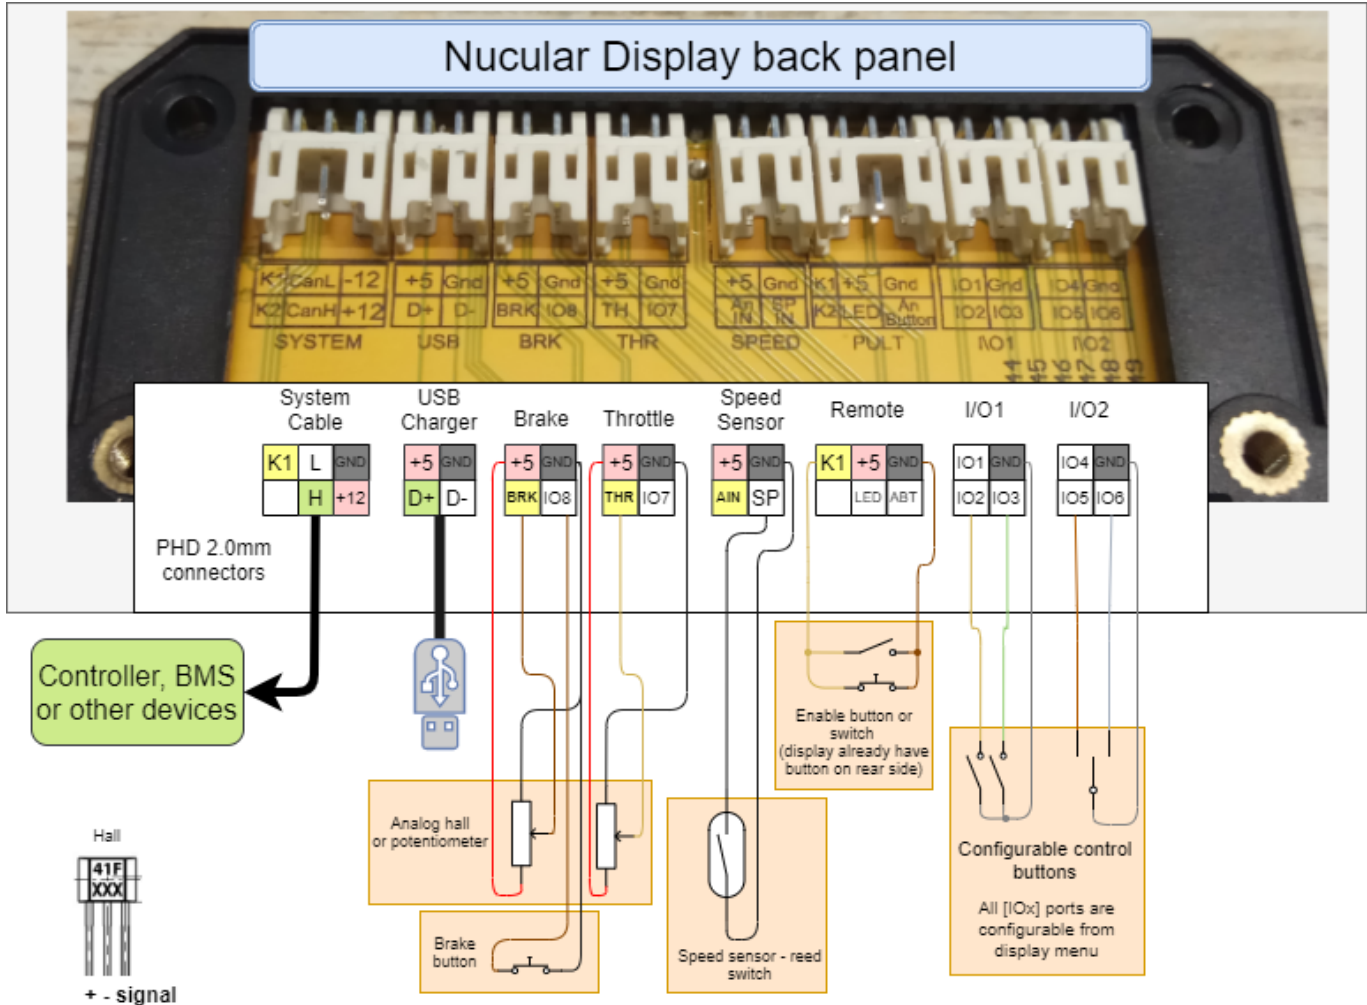 Nucular Display back panel
K1 CanL -12 +5 Gnd +5 Gnd +5 Gnd +5 Gnd K1 +5 Gnd IO1 Gnd IO4 Gnd
K2 CanH +12 D+ D- BRK IO8 TH IO7 An IN SP IN K2 LED An Button IO2 IO3 IO5 IO6
SYSTEM USB BRK THR SPEED PULT I\O1 I\O2
System Cable
USB Charger
Brake
Throttle
Speed Sensor
Remote
I/O1
I/O2
K1 L GND +5 GND +5 GND +5 GND +5 GND K1 +5 GND IO1 GND IO4 GND
H +12 D+ D- BRK IO8 THR IO7 AIN SP LED ABT IO2 IO3 IO5 IO6
PHD 2.0mm
connectors
Controller, BMS
or other devices
Enable button or
switch
(display already have
button on rear side)
Analog hall
or potentiometer
Brake
button
Speed sensor - reed
switch
Configurable control
buttons
All [IOx] ports are
configurable from
display menu
Hall
41F
XXX
+ - signal